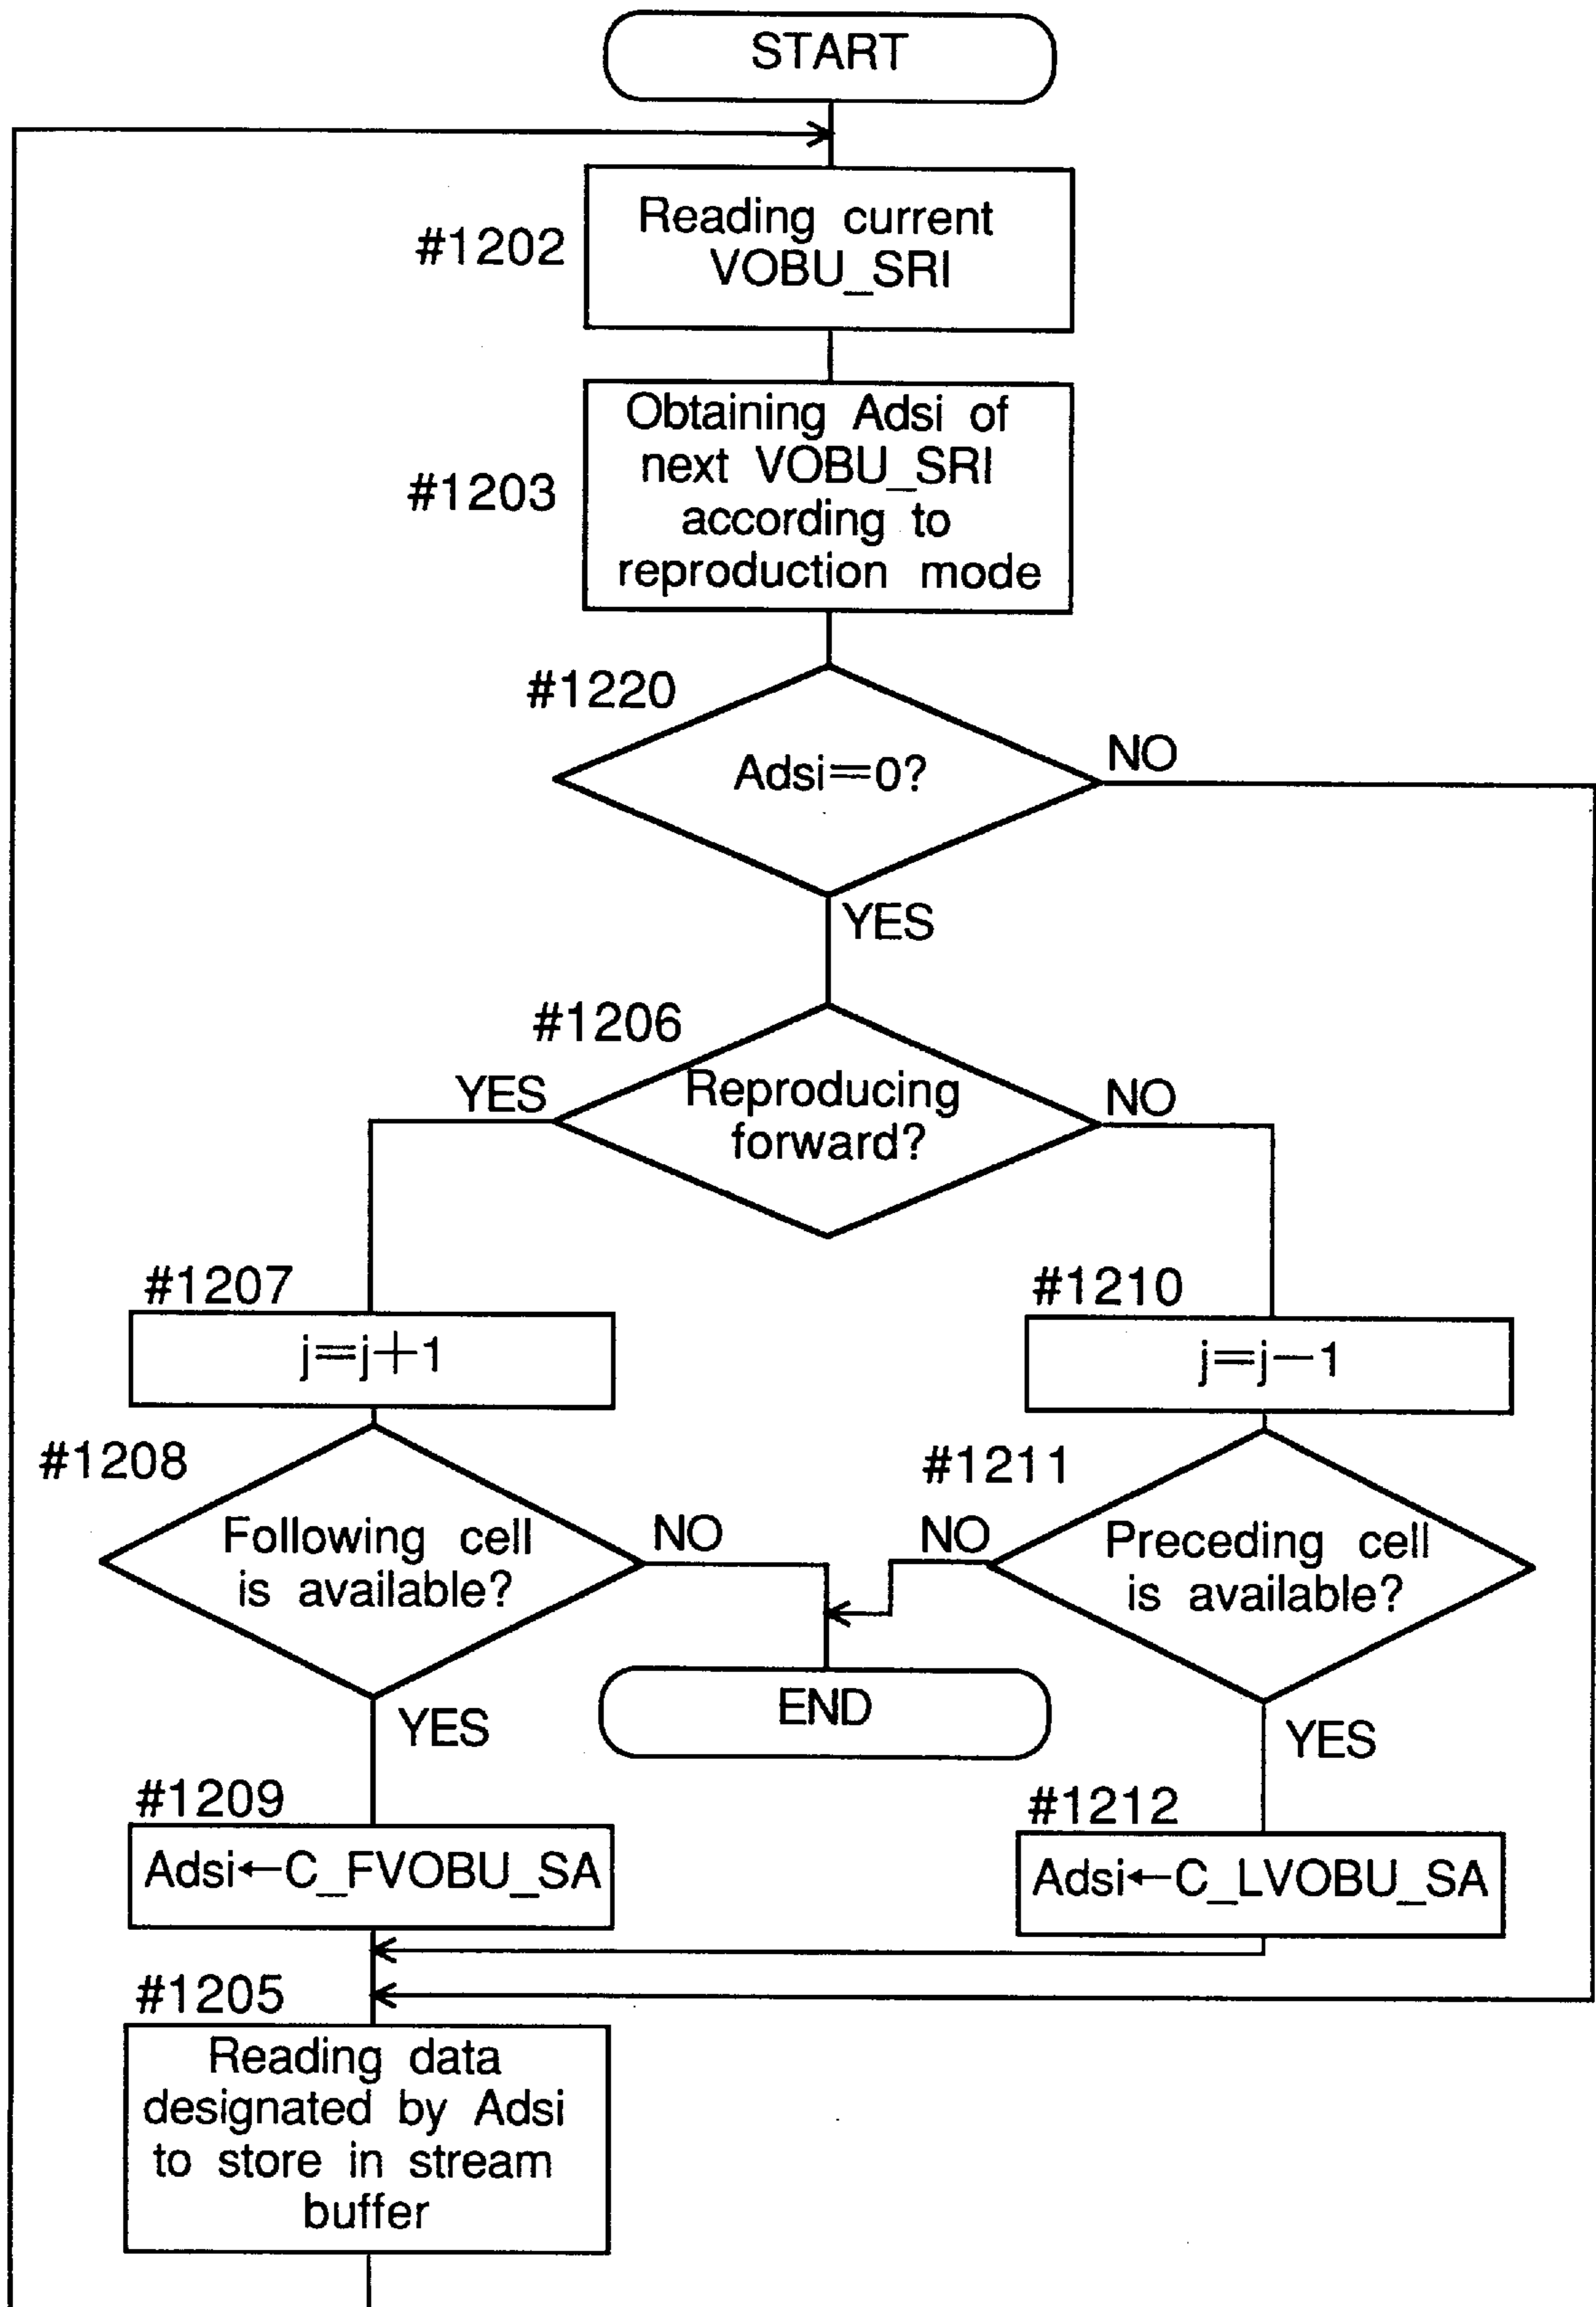 START
#1202
Reading current
VOBU_SRI
#1203
Obtaining Adsi of
next VOBU_SRI
according to
reproduction mode
#1220
Adsi=0?
NO
YES
#1206
Reproducing
forward?
YES
NO
#1207
j=j+1
#1210
j=j−1
#1208
Following cell
is available?
NO
#1211
NO
Preceding cell
is available?
END
YES
YES
#1209
Adsi←C_FVOBU_SA
#1212
Adsi←C_LVOBU_SA
#1205
Reading data
designated by Adsi
to store in stream
buffer